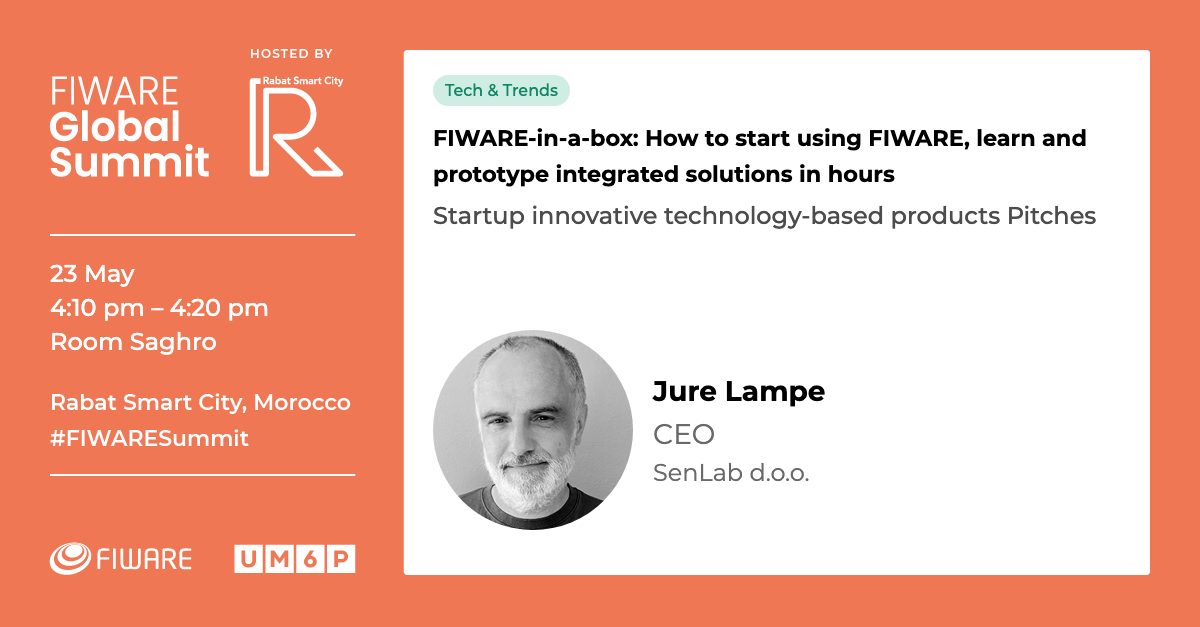 FIWARE
Global
Summit
HOSTED BY
Rabat Smart City
R
23 May
4:10 pm – 4:20 pm
Room Saghro
Rabat Smart City, Morocco
#FIWARESummit
FIWARE
UM6P
Tech & Trends
FIWARE-in-a-box: How to start using FIWARE, learn and
prototype integrated solutions in hours
Startup innovative technology-based products Pitches
Jure Lampe
CEO
SenLab d.o.o.